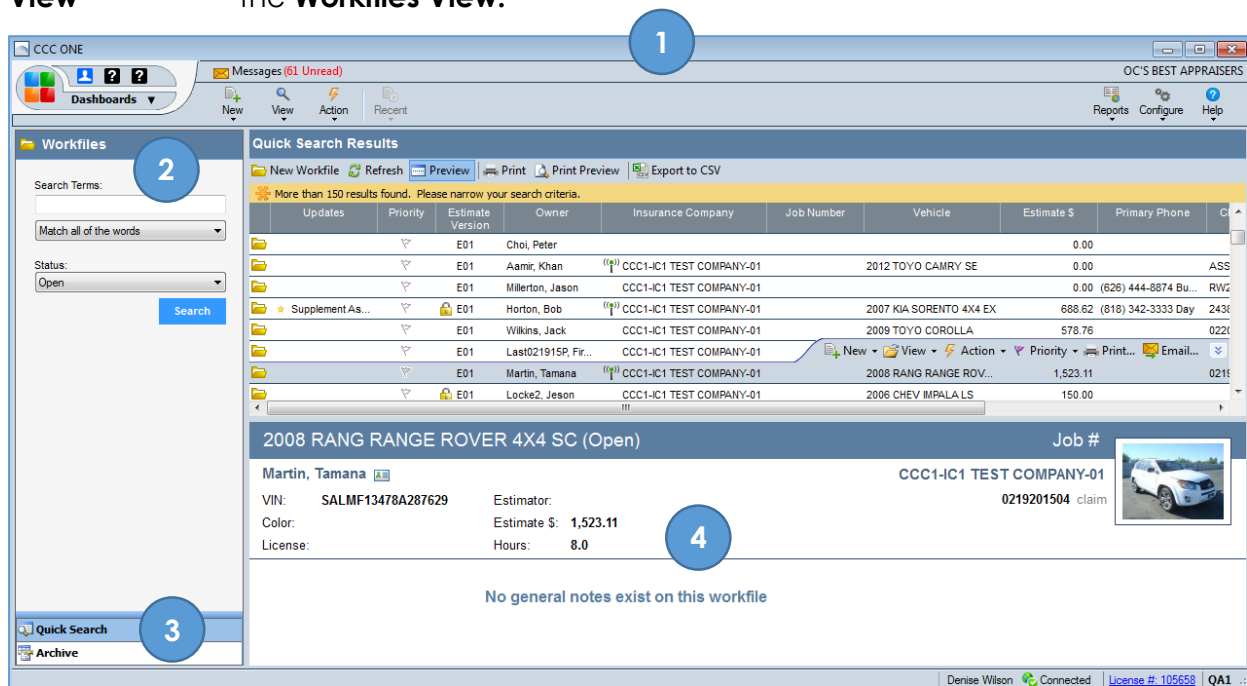 View The Workfiles View.
1
CCC ONE
Messages (61 Unread) OC'S BEST APPRAISERS
? ?
Dashboards
New View Action Recent Reports Configure Help
Workfiles
2
Search Terms:
Match all of the words
Status:
Open
Search
Quick Search Results
New Workfile Refresh Preview Print Print Preview Export to CSV
More than 150 results found. Please narrow your search criteria.
Updates Priority Estimate Version Owner Insurance Company Job Number Vehicle Estimate $ Primary Phone
E01 Choi, Peter 0.00
E01 Aamir, Khan CCC1-IC1 TEST COMPANY-01 2012 TOYO CAMRY SE 0.00 ASS
E01 Millerton, Jason CCC1-IC1 TEST COMPANY-01 0.00 (626) 444-8874 Bu... RW2
Supplement As... E01 Horton, Bob CCC1-IC1 TEST COMPANY-01 2007 KIA SORENTO 4X4 EX 688.62 (818) 342-3333 Day 2438
E01 Wilkins, Jack CCC1-IC1 TEST COMPANY-01 2009 TOYO COROLLA 578.76 0220
E01 Last021915P, Fir... CCC1-IC1 TEST COMPANY-01 New View Action Priority Print... Email...
E01 Martin, Tamana CCC1-IC1 TEST COMPANY-01 2008 RANG RANGE ROV... 1,523.11 0219
E01 Locke2, Jeson CCC1-IC1 TEST COMPANY-01 2006 CHEV IMPALA LS 150.00
2008 RANG RANGE ROVER 4X4 SC (Open) Job #
Martin, Tamana CCC1-IC1 TEST COMPANY-01
VIN: SALMF13478A287629 Estimator: 0219201504 claim
Color: Estimate $: 1,523.11
License: Hours: 8.0
4
No general notes exist on this workfile
Quick Search
3
Archive
Denise Wilson Connected License #: 105658 QA1